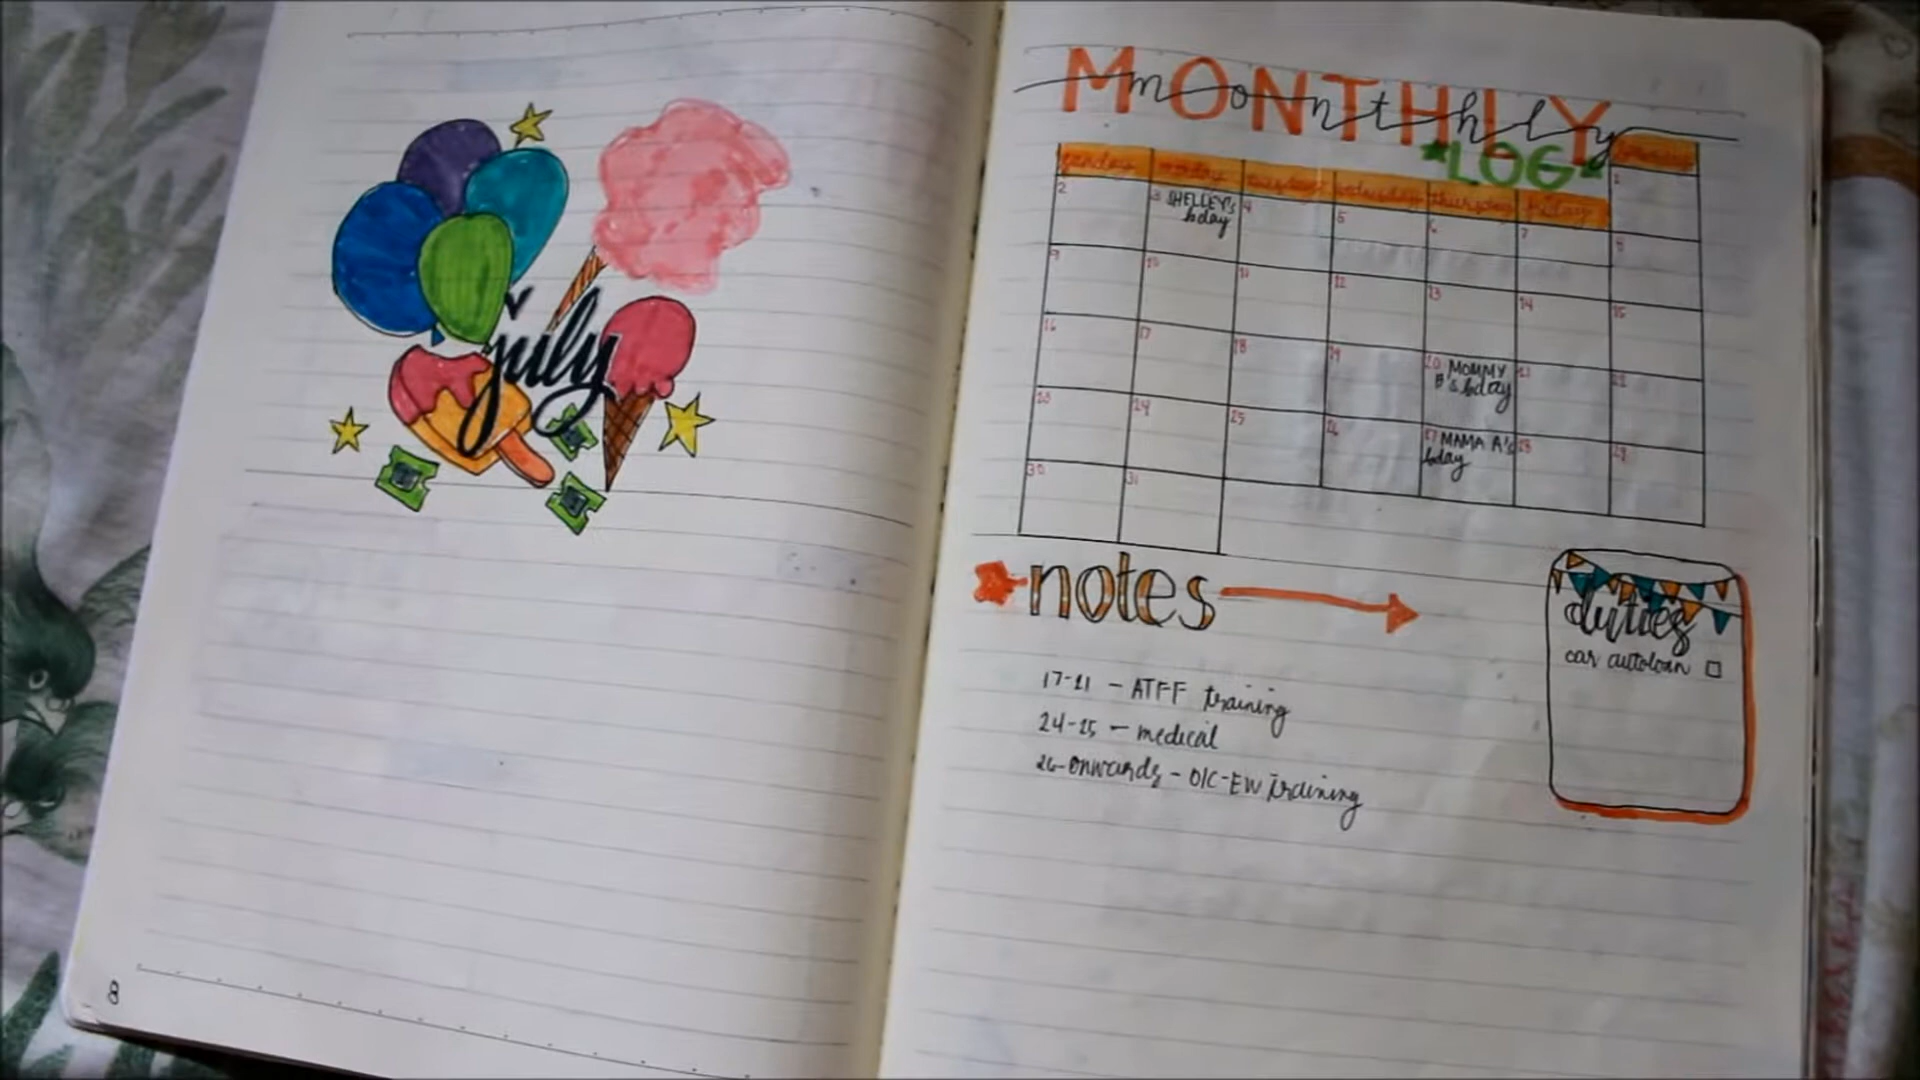 july
8
MONTHLY
monthly
LOG
sunday monday tuesday wednesday thursday friday saturday
1
2 3 SHELLEY's 4 5 6 7 8
bday
9 10 11 12 13 14 15
16 17 18 19 20 MOMMY 21 22
B's bday
23 24 25 26 27 MAMA A's 28 29
bday
30 31
notes
17-21 - ATFF training
24-25 - medical
26-onwards - OIC-EW training
duties
car autoloan